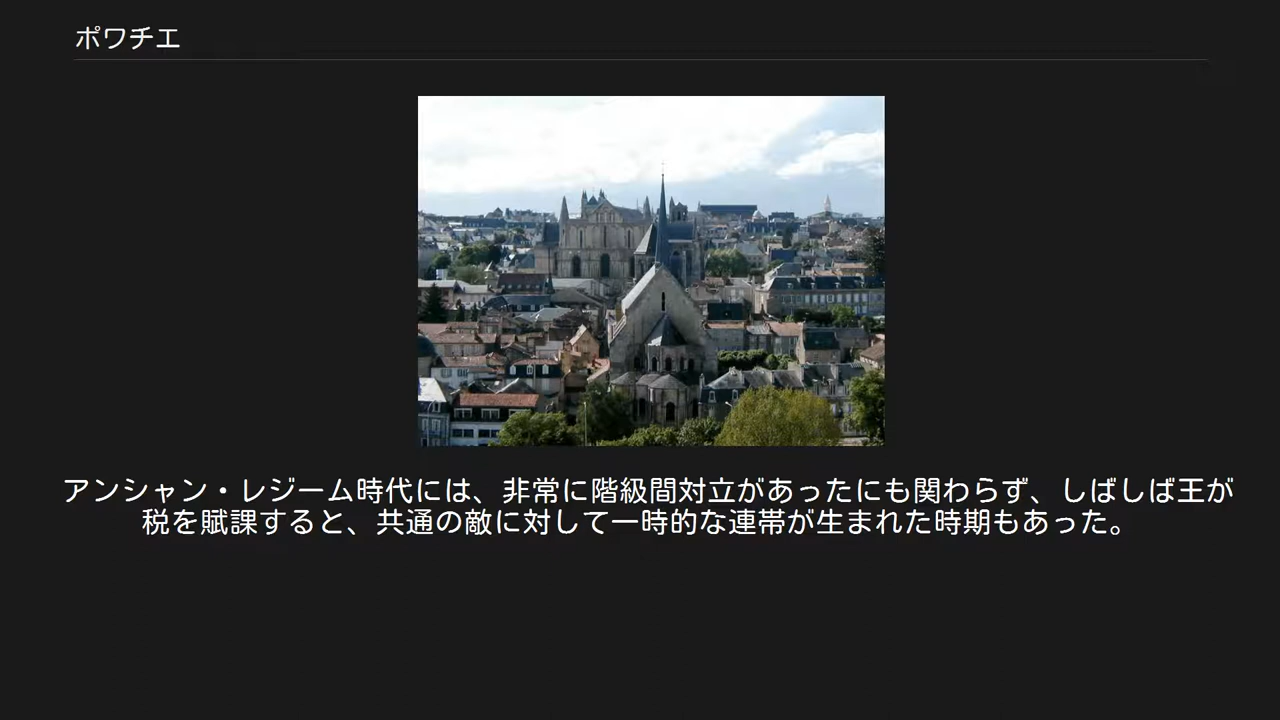 ポワチエ
アンシャン・レジーム時代には、非常に階級間対立があったにも関わらず、しばしば王が
税を賦課すると、共通の敵に対して一時的な連帯が生まれた時期もあった。